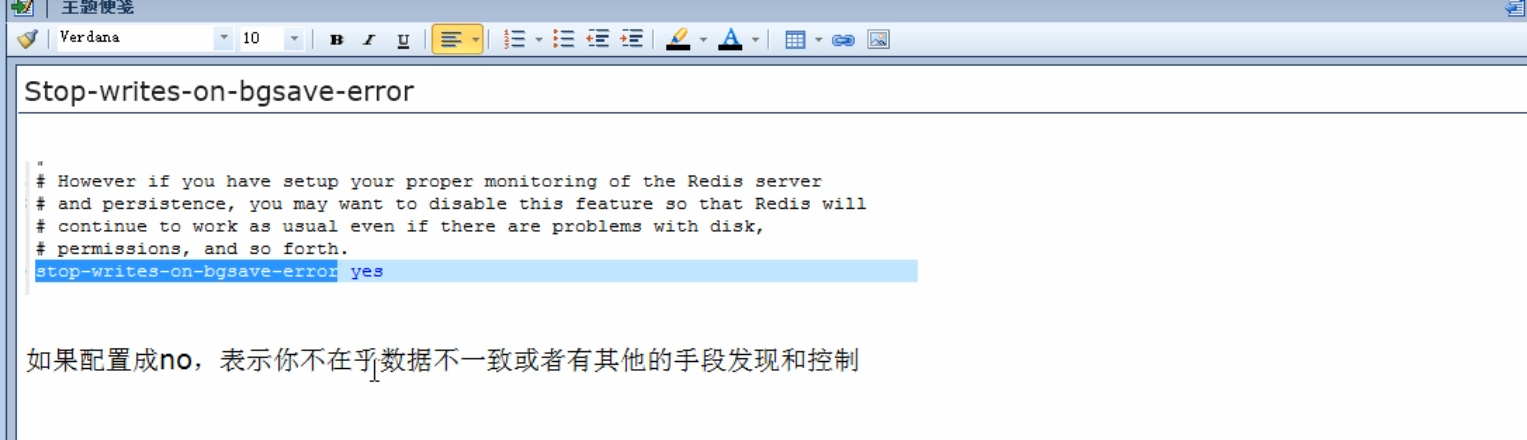 主题便笺
Verdana 10 B I U A
Stop-writes-on-bgsave-error
# However if you have setup your proper monitoring of the Redis server
# and persistence, you may want to disable this feature so that Redis will
# continue to work as usual even if there are problems with disk,
# permissions, and so forth.
stop-writes-on-bgsave-error yes
如果配置成no，表示你不在乎数据不一致或者有其他的手段发现和控制